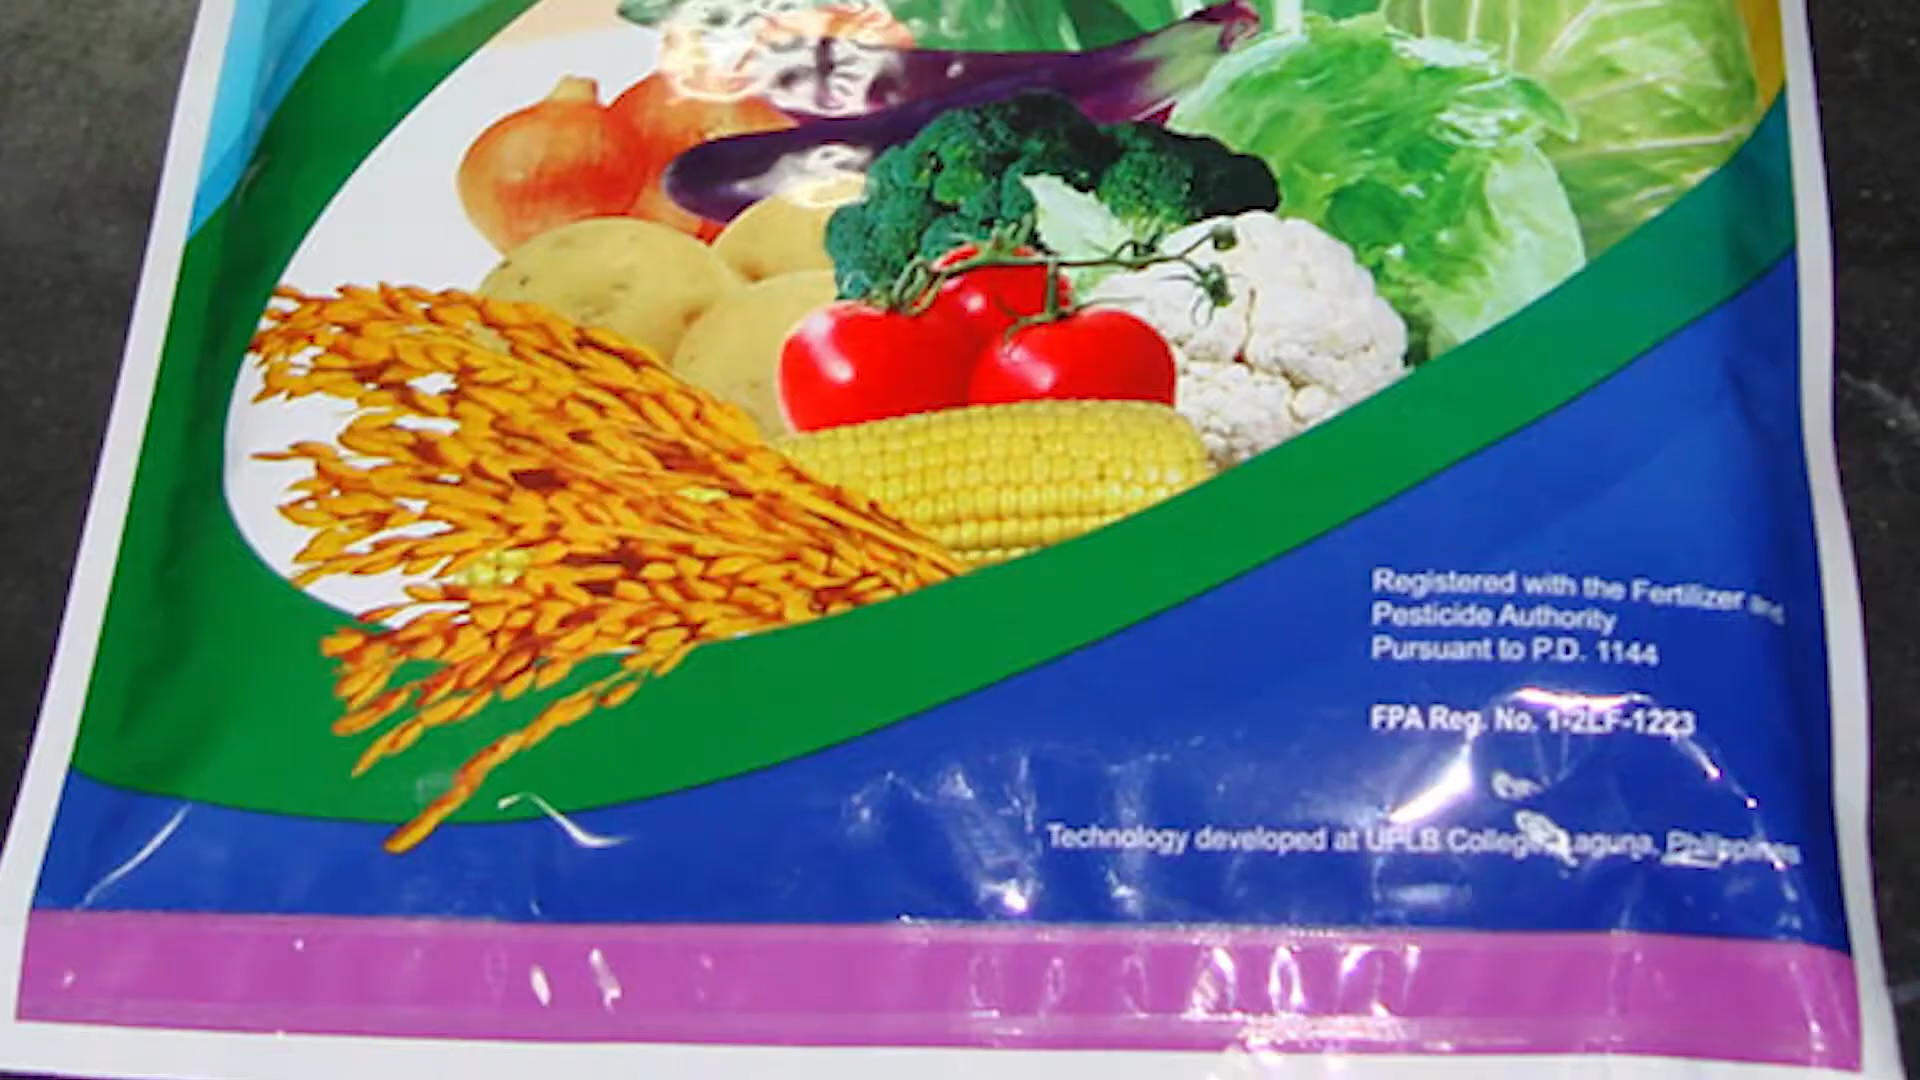 Registered with the Fertilizer and
Pesticide Authority
Pursuant to P.D. 1144
FPA Reg. No. 1-2LF-1223
Technology developed at UPLB College, Laguna, Philippines